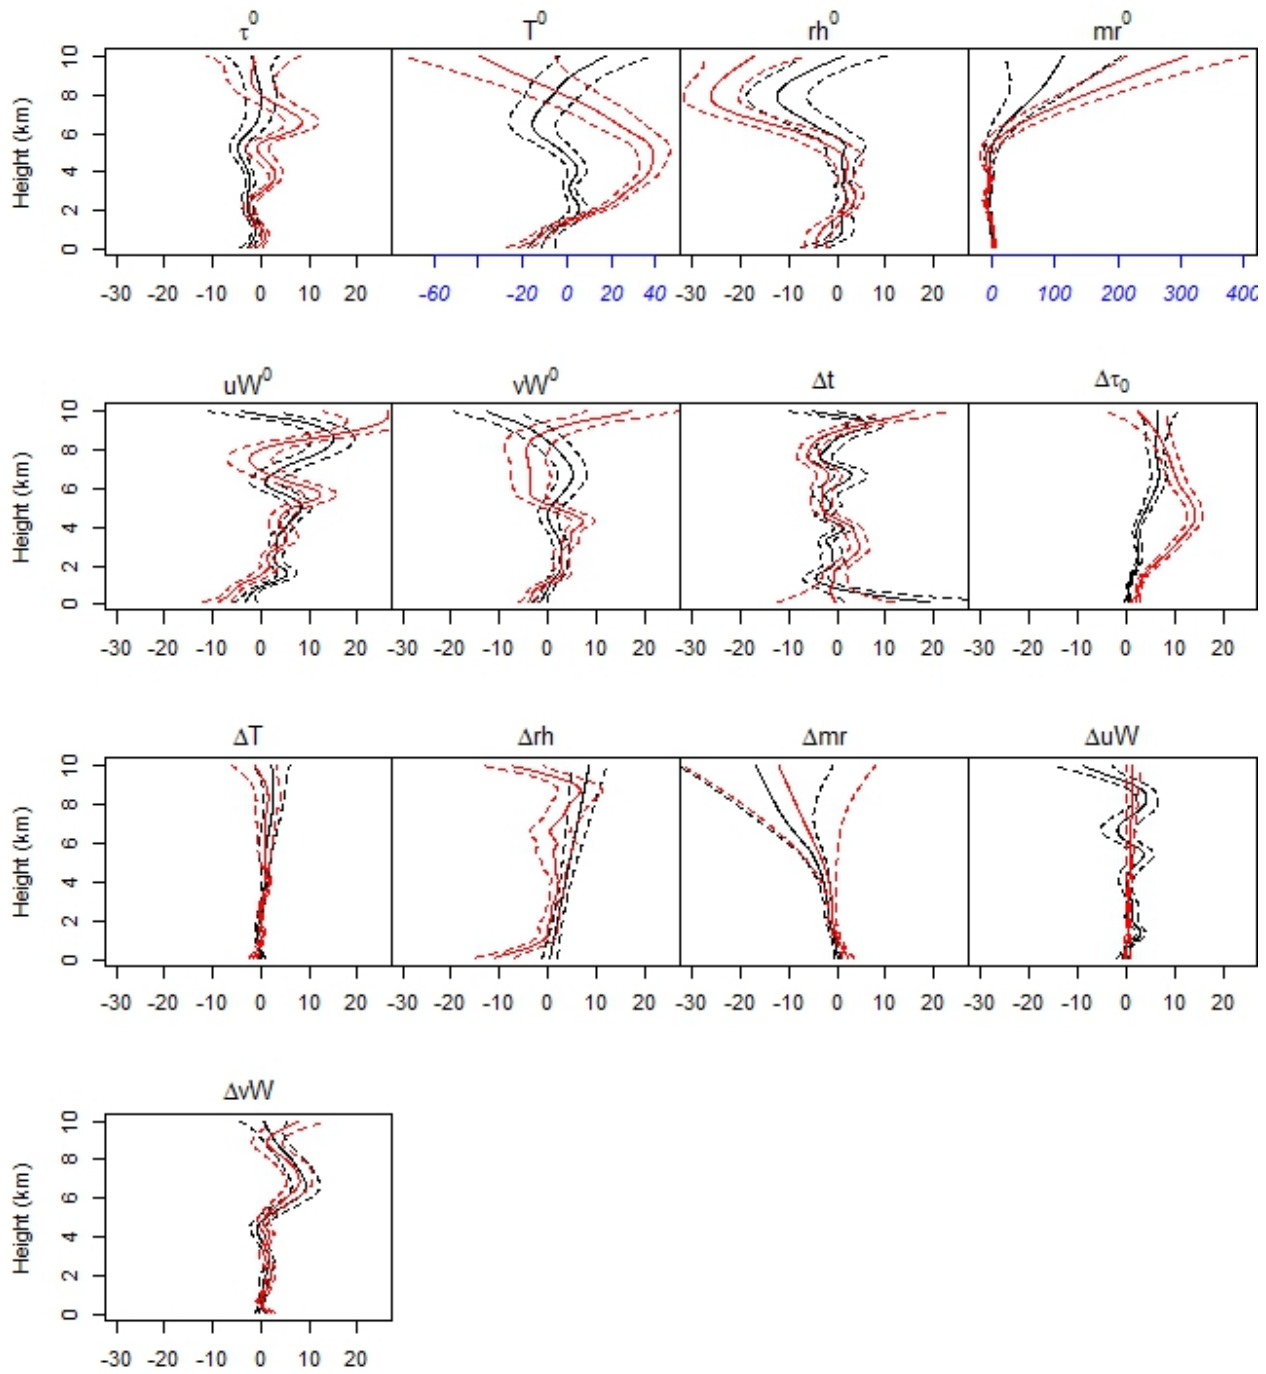 τ⁰ T⁰ rh⁰ mr⁰
Height (km)
0 2 4 6 8 10
-30 -20 -10 0 10 20 -60 -20 0 20 40 -30 -20 -10 0 10 20 0 100 200 300 400
uW⁰ vW⁰ Δt Δτ₀
Height (km)
0 2 4 6 8 10
-30 -20 -10 0 10 20 -30 -20 -10 0 10 20 -30 -20 -10 0 10 20 -30 -20 -10 0 10 20
ΔT Δrh Δmr ΔuW
Height (km)
0 2 4 6 8 10
-30 -20 -10 0 10 20 -30 -20 -10 0 10 20 -30 -20 -10 0 10 20 -30 -20 -10 0 10 20
ΔvW
Height (km)
0 2 4 6 8 10
-30 -20 -10 0 10 20